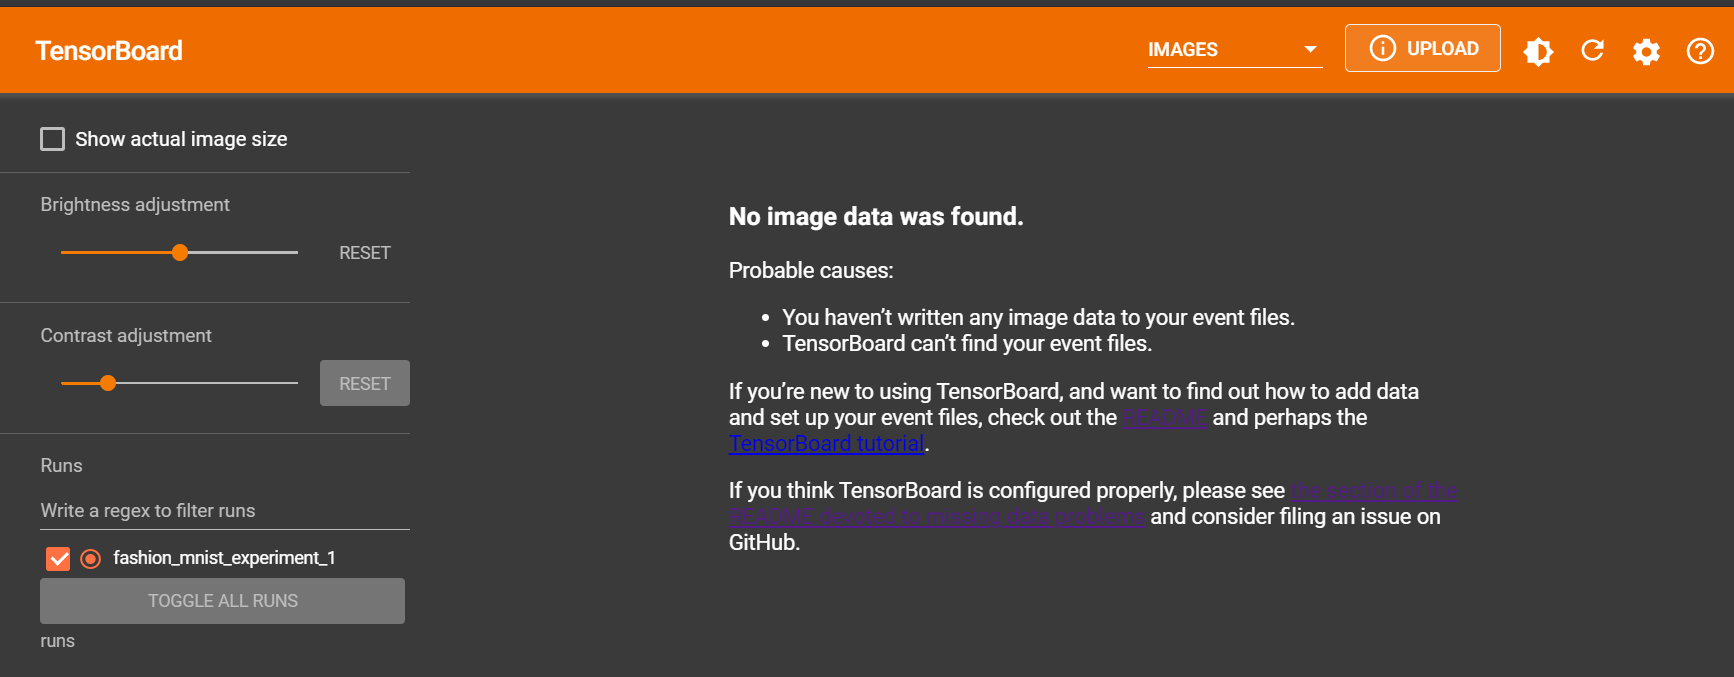 TensorBoard
IMAGES
UPLOAD
Show actual image size
Brightness adjustment
RESET
Contrast adjustment
RESET
Runs
Write a regex to filter runs
fashion_mnist_experiment_1
TOGGLE ALL RUNS
runs
No image data was found.
Probable causes:
• You haven’t written any image data to your event files.
• TensorBoard can’t find your event files.
If you’re new to using TensorBoard, and want to find out how to add data
and set up your event files, check out the README and perhaps the
TensorBoard tutorial.
If you think TensorBoard is configured properly, please see the section of the
README devoted to missing data problems and consider filing an issue on
GitHub.